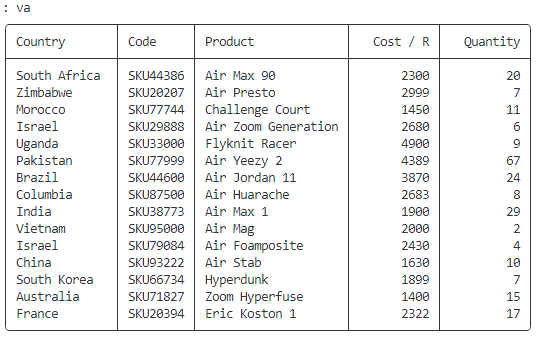 : va
Country Code Product Cost / R Quantity
South Africa SKU44386 Air Max 90 2300 20
Zimbabwe SKU20207 Air Presto 2999 7
Morocco SKU77744 Challenge Court 1450 11
Israel SKU29888 Air Zoom Generation 2680 6
Uganda SKU33000 Flyknit Racer 4900 9
Pakistan SKU77999 Air Yeezy 2 4389 67
Brazil SKU44600 Air Jordan 11 3870 24
Columbia SKU87500 Air Huarache 2683 8
India SKU38773 Air Max 1 1900 29
Vietnam SKU95000 Air Mag 2000 2
Israel SKU79084 Air Foamposite 2430 4
China SKU93222 Air Stab 1630 10
South Korea SKU66734 Hyperdunk 1899 7
Australia SKU71827 Zoom Hyperfuse 1400 15
France SKU20394 Eric Koston 1 2322 17